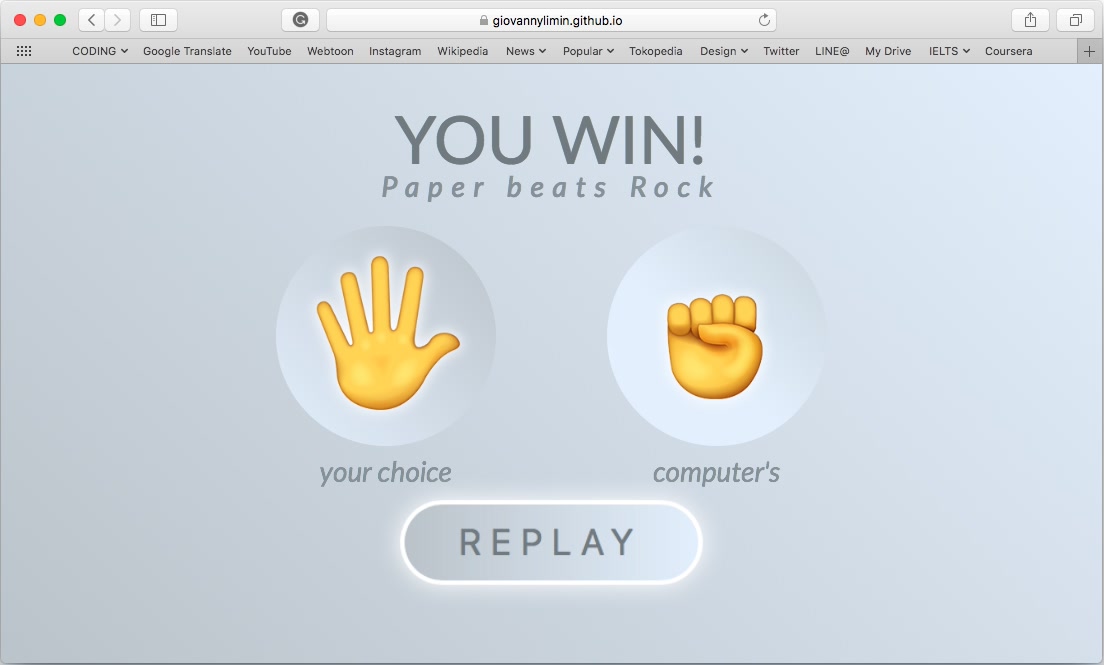 giovannylimin.github.io
CODING Google Translate YouTube Webtoon Instagram Wikipedia News Popular Tokopedia Design Twitter LINE@ My Drive IELTS Coursera
YOU WIN!
Paper beats Rock
your choice computer's
REPLAY